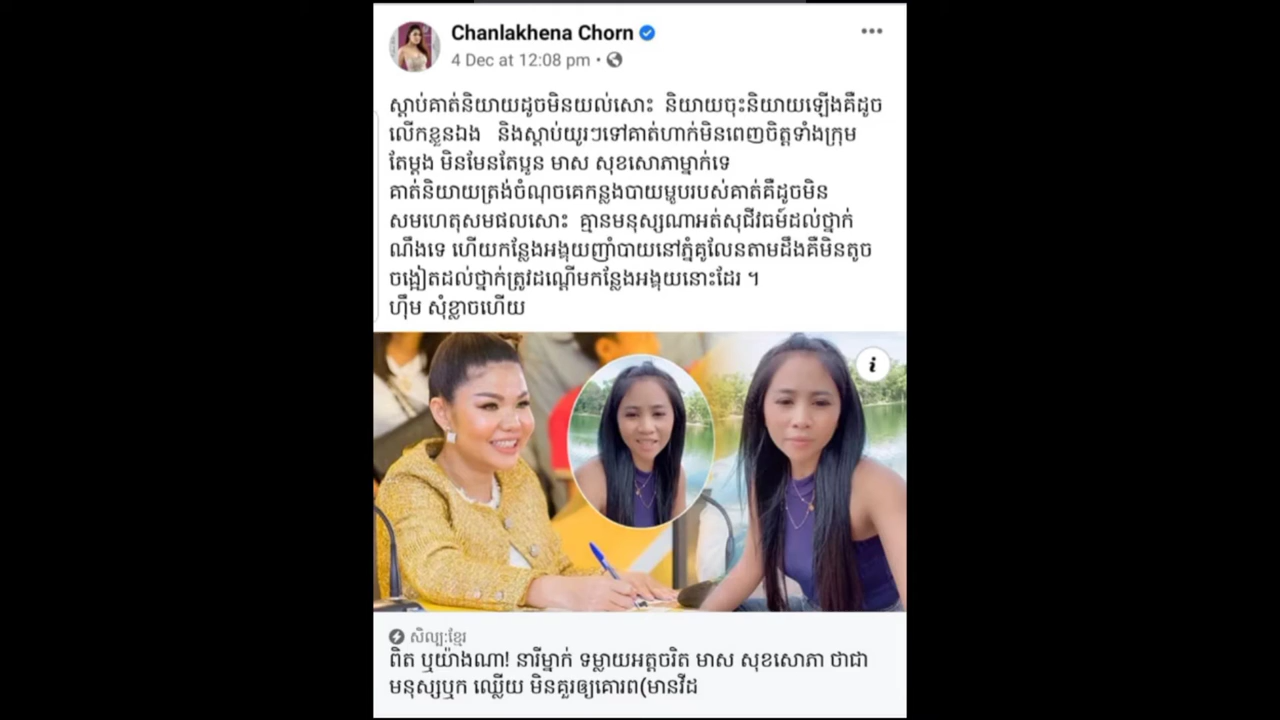 Chanlakhena Chorn
4 Dec at 12:08 pm ·
ស្តាប់គាត់និយាយដូចមិនយល់សោះ និយាយចុះនិយាយឡើងគឺដូច
លើកខ្លួនឯង និងស្តាប់យូរៗទៅគាត់ហាក់មិនពេញចិត្តទាំងក្រុម
តែម្តង មិនមែនតែប្អូន មាស សុខសោភាម្នាក់ទេ
គាត់និយាយត្រង់ចំណុចគេកន្លងបាយម្ហូបរបស់គាត់គឺដូចមិន
សមហេតុសមផលសោះ គ្មានមនុស្សណាអត់សុជីវធម៍ដល់ថ្នាក់
ណឹងទេ ហើយកន្លែងអង្គុយញ៉ាំបាយនៅភ្នំគូលែនតាមដឹងគឺមិនតូច
ចង្អៀតដល់ថ្នាក់ត្រូវដណ្តើមកន្លែងអង្គុយនោះដែរ ។
ហ៊ឹម សុំខ្លាចហើយ
សិល្បៈខ្មែរ
ពិត ឬយ៉ាងណា! នារីម្នាក់ ទម្លាយអត្តចរិត មាស សុខសោភា ថាជា
មនុស្សឬក ឈ្លើយ មិនគួរឲ្យគោរព(មានវីដ